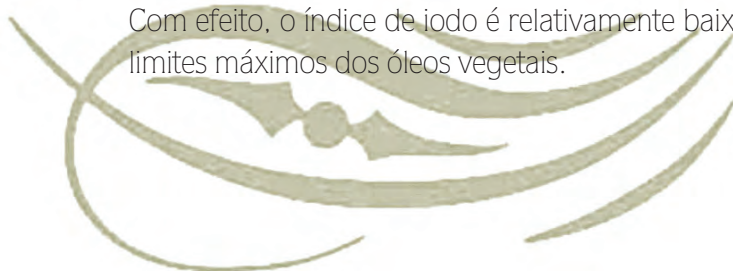 Com efeito, o índice de iodo é relativamente baix
limites máximos dos óleos vegetais.